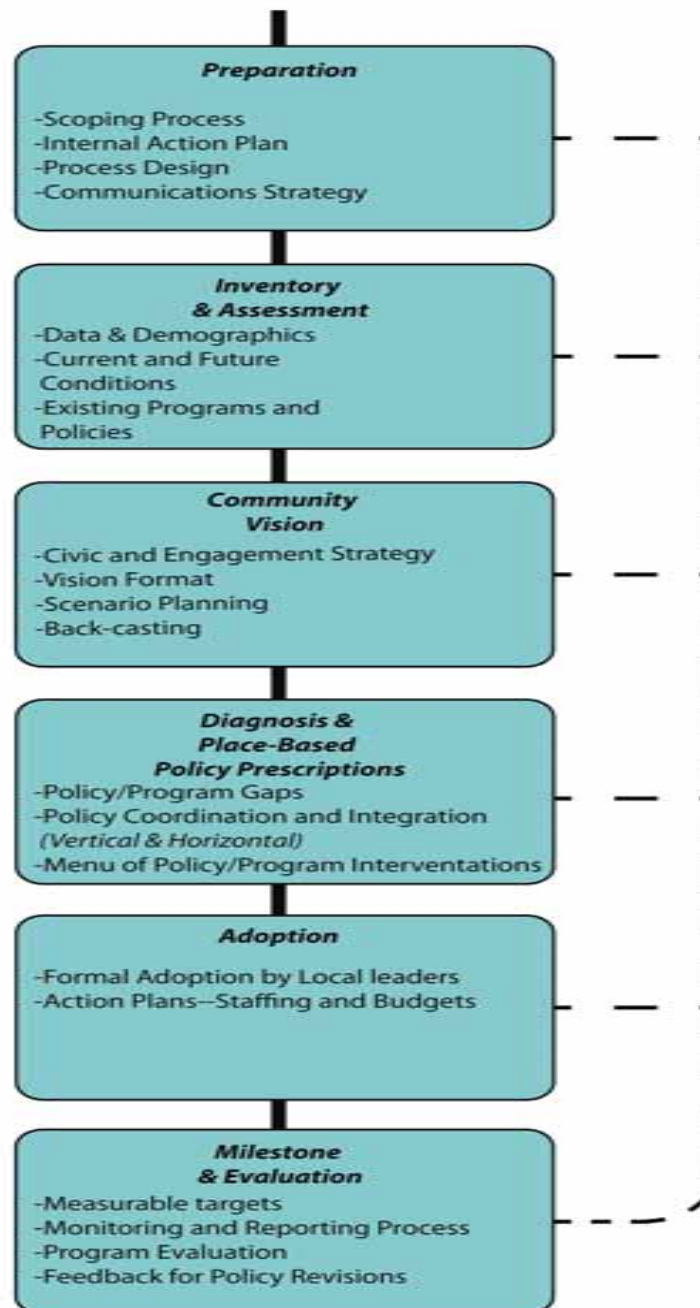 Preparation
-Scoping Process
-Internal Action Plan
-Process Design
-Communications Strategy
Inventory
& Assessment
-Data & Demographics
-Current and Future
Conditions
-Existing Programs and
Policies
Community
Vision
-Civic and Engagement Strategy
-Vision Format
-Scenario Planning
-Back-casting
Diagnosis &
Place-Based
Policy Prescriptions
-Policy/Program Gaps
-Policy Coordination and Integration
(Vertical & Horizontal)
-Menu of Policy/Program Interventations
Adoption
-Formal Adoption by Local leaders
-Action Plans--Staffing and Budgets
Milestone
& Evaluation
-Measurable targets
-Monitoring and Reporting Process
-Program Evaluation
-Feedback for Policy Revisions